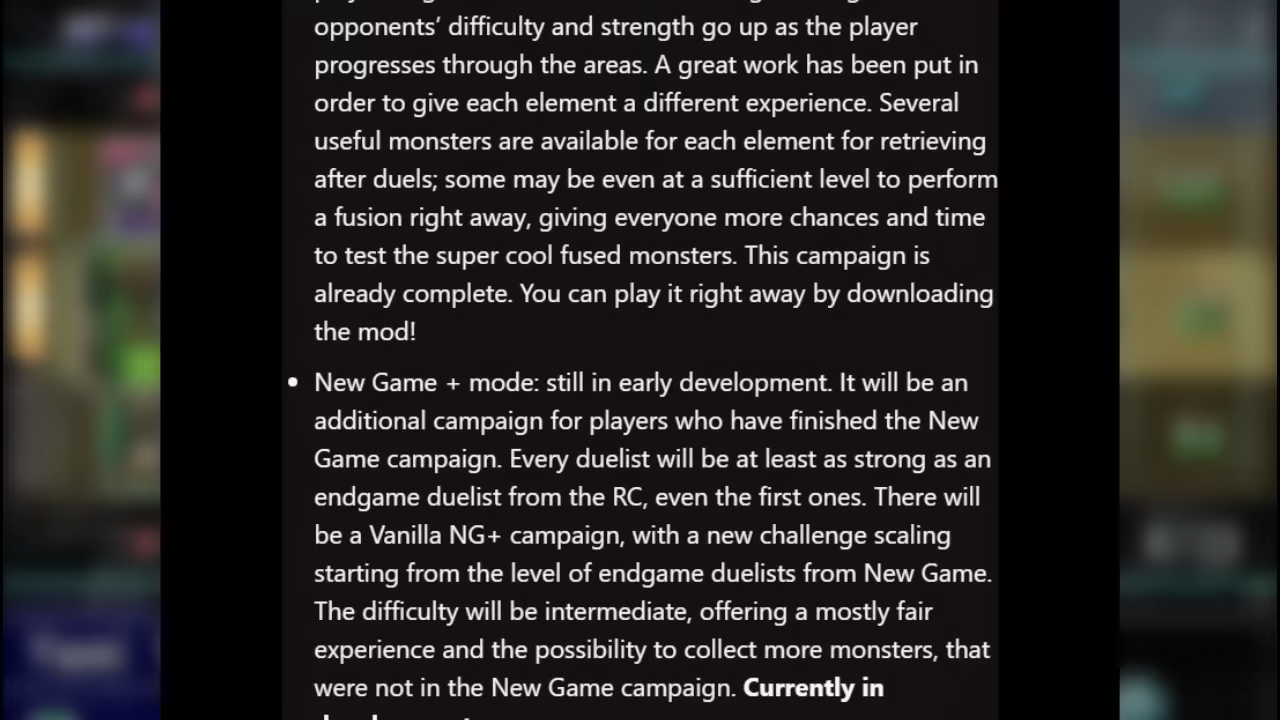 opponents’ difficulty and strength go up as the player
progresses through the areas. A great work has been put in
order to give each element a different experience. Several
useful monsters are available for each element for retrieving
after duels; some may be even at a sufficient level to perform
a fusion right away, giving everyone more chances and time
to test the super cool fused monsters. This campaign is
already complete. You can play it right away by downloading
the mod!
• New Game + mode: still in early development. It will be an
additional campaign for players who have finished the New
Game campaign. Every duelist will be at least as strong as an
endgame duelist from the RC, even the first ones. There will
be a Vanilla NG+ campaign, with a new challenge scaling
starting from the level of endgame duelists from New Game.
The difficulty will be intermediate, offering a mostly fair
experience and the possibility to collect more monsters, that
were not in the New Game campaign. Currently in